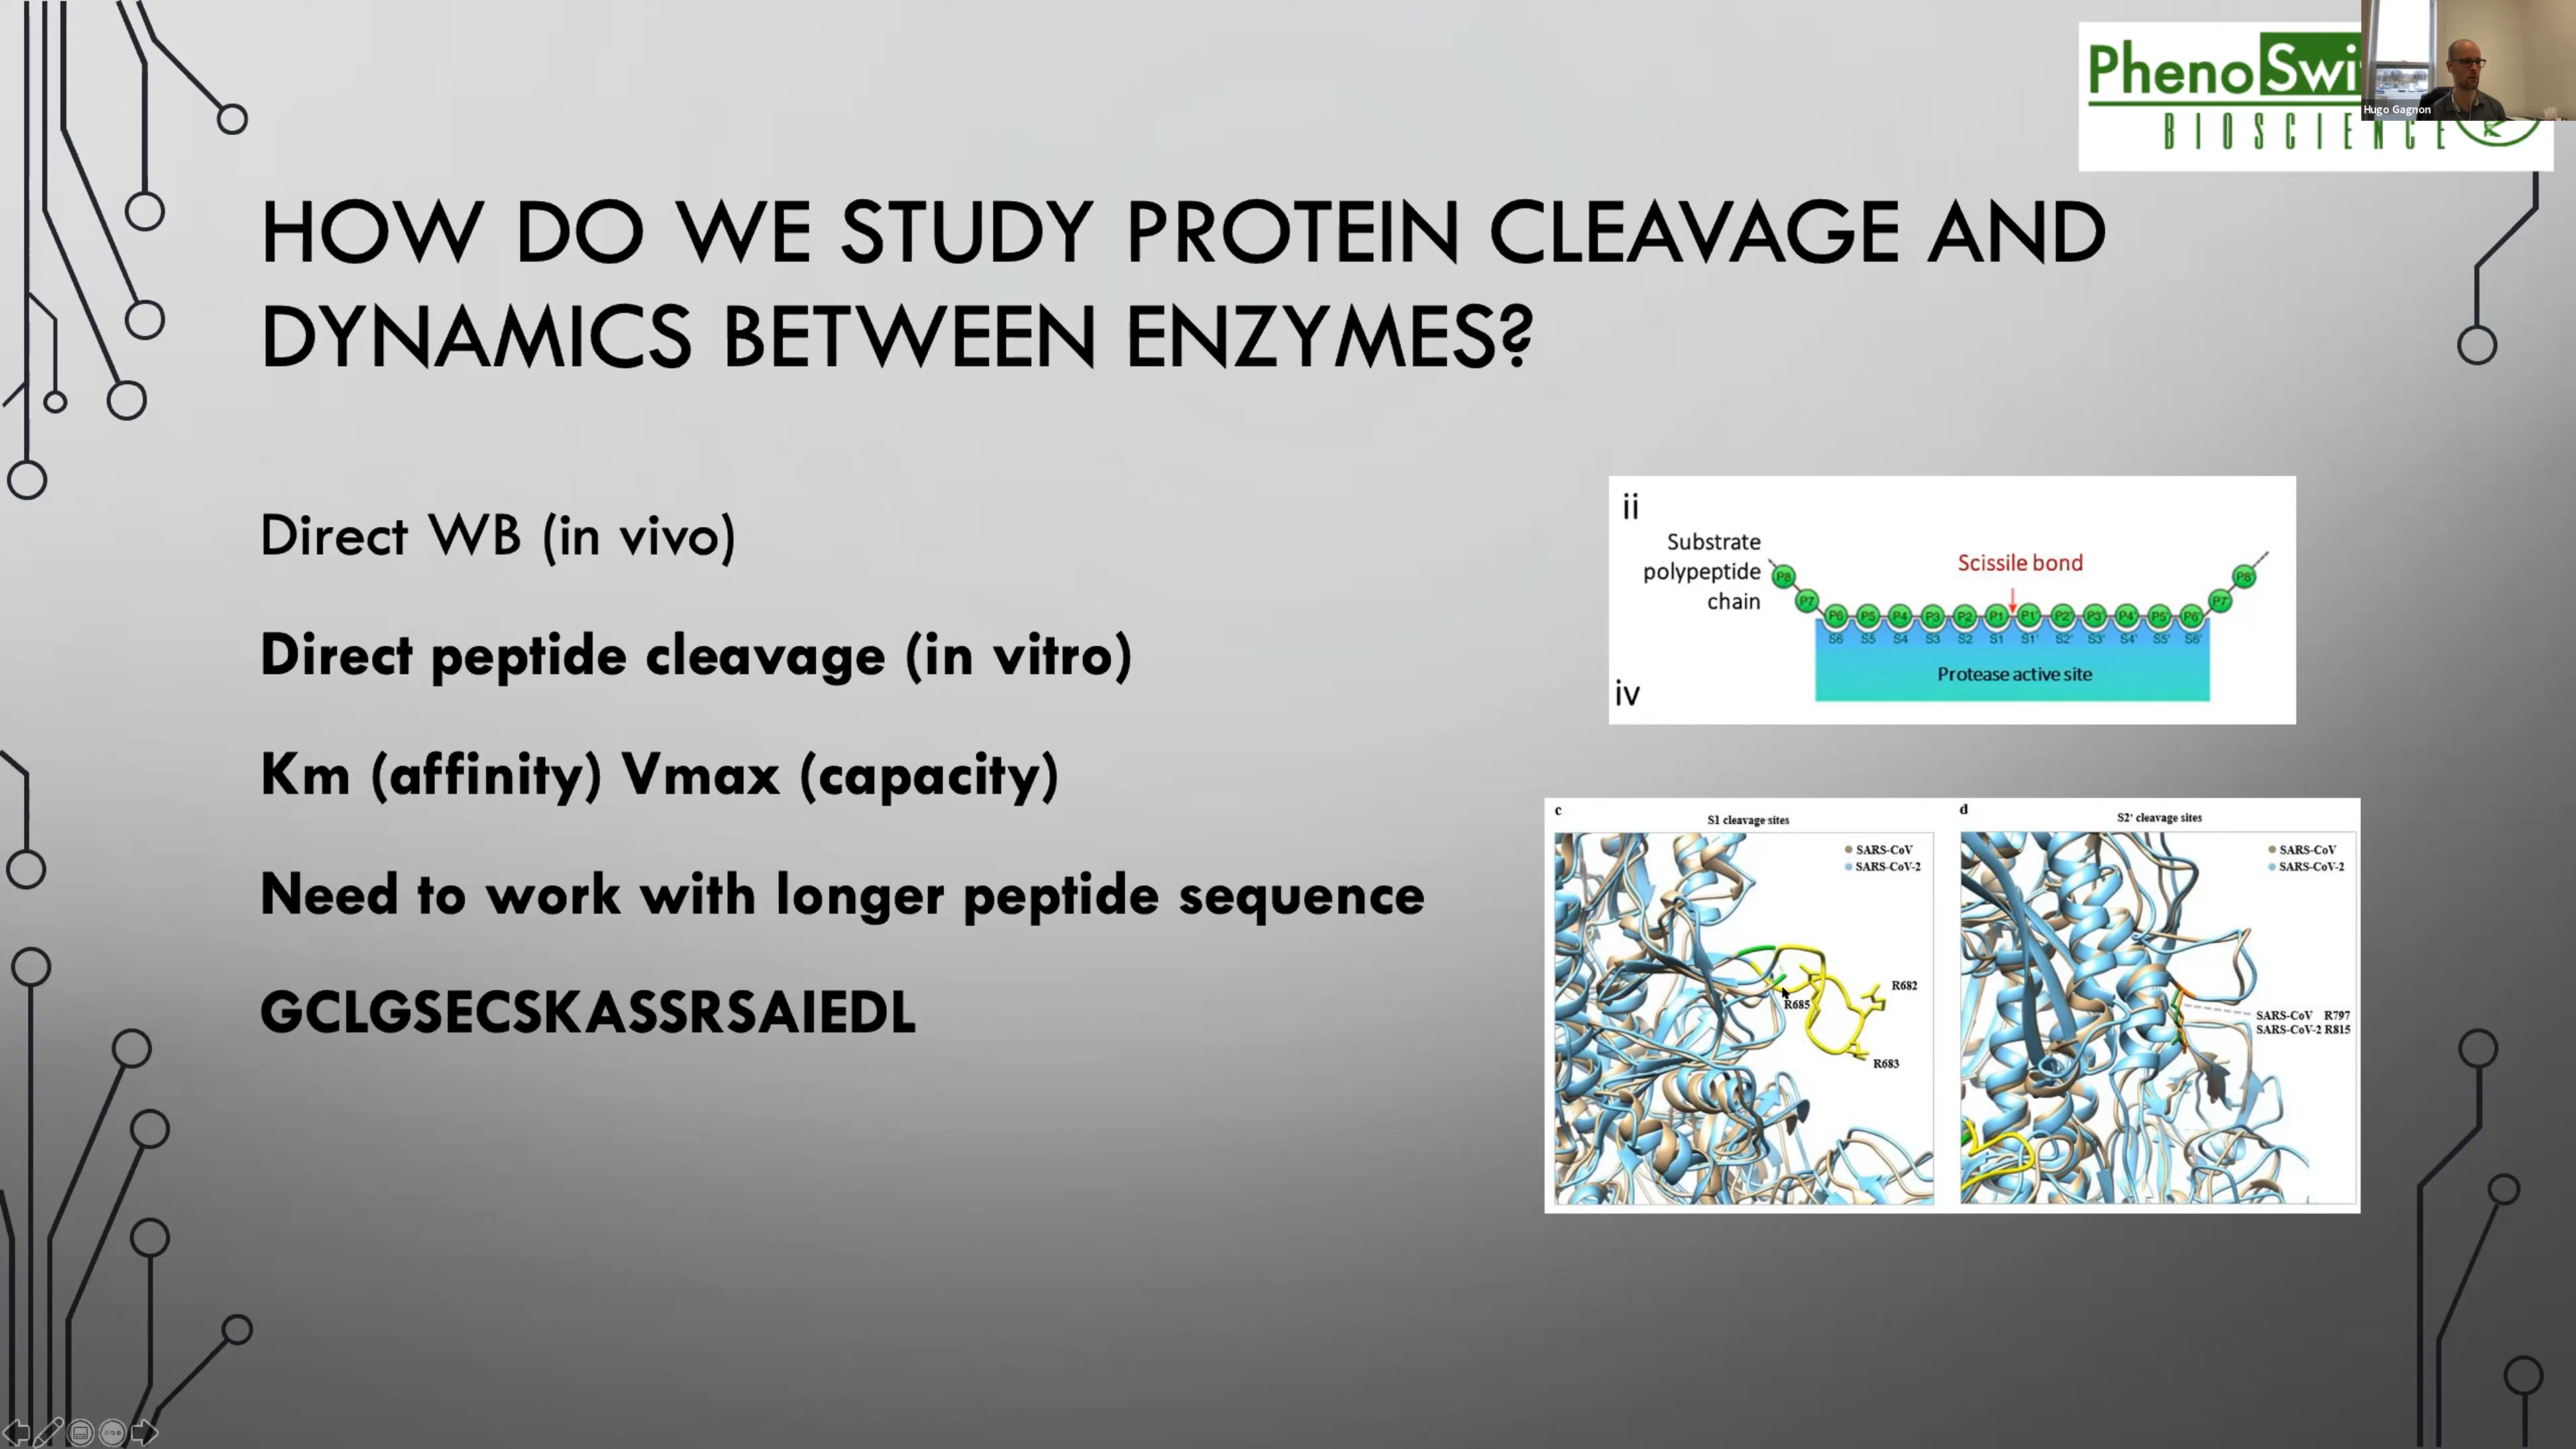 Pheno Swi
BIOSCIENCE
Hugo Gagnon
HOW DO WE STUDY PROTEIN CLEAVAGE AND
DYNAMICS BETWEEN ENZYMES?
Direct WB (in vivo)
Direct peptide cleavage (in vitro)
Km (affinity) Vmax (capacity)
Need to work with longer peptide sequence
GCLGSECSKASSRSAIEDL
ii
Substrate
polypeptide
chain
Scissile bond
P8 P7 P6 P5 P4 P3 P2 P1 P1' P2' P3' P4' P5' P6' P7' P8'
S6 S5 S4 S3 S2 S1 S1' S2' S3' S4' S5' S6'
Protease active site
iv
c
S1 cleavage sites
SARS-CoV
SARS-CoV-2
R682
R685
R683
d
S2' cleavage sites
SARS-CoV
SARS-CoV-2
SARS-CoV R797
SARS-CoV-2 R815